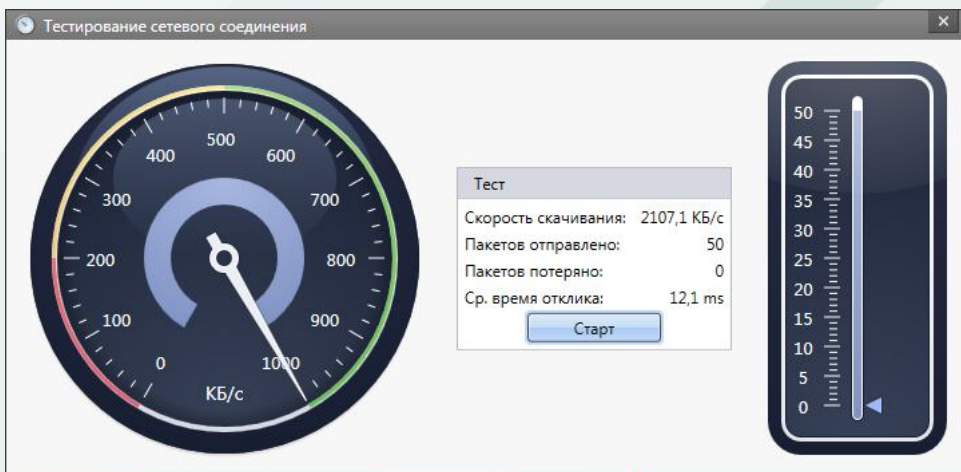 Тестирование сетевого соединения
500
400
600
300
700
200
800
100
900
0
1000
КБ/с
Тест
Скорость скачивания: 2107,1 КБ/с
Пакетов отправлено: 50
Пакетов потеряно: 0
Ср. время отклика: 12,1 ms
Старт
50
45
40
35
30
25
20
15
10
5
0